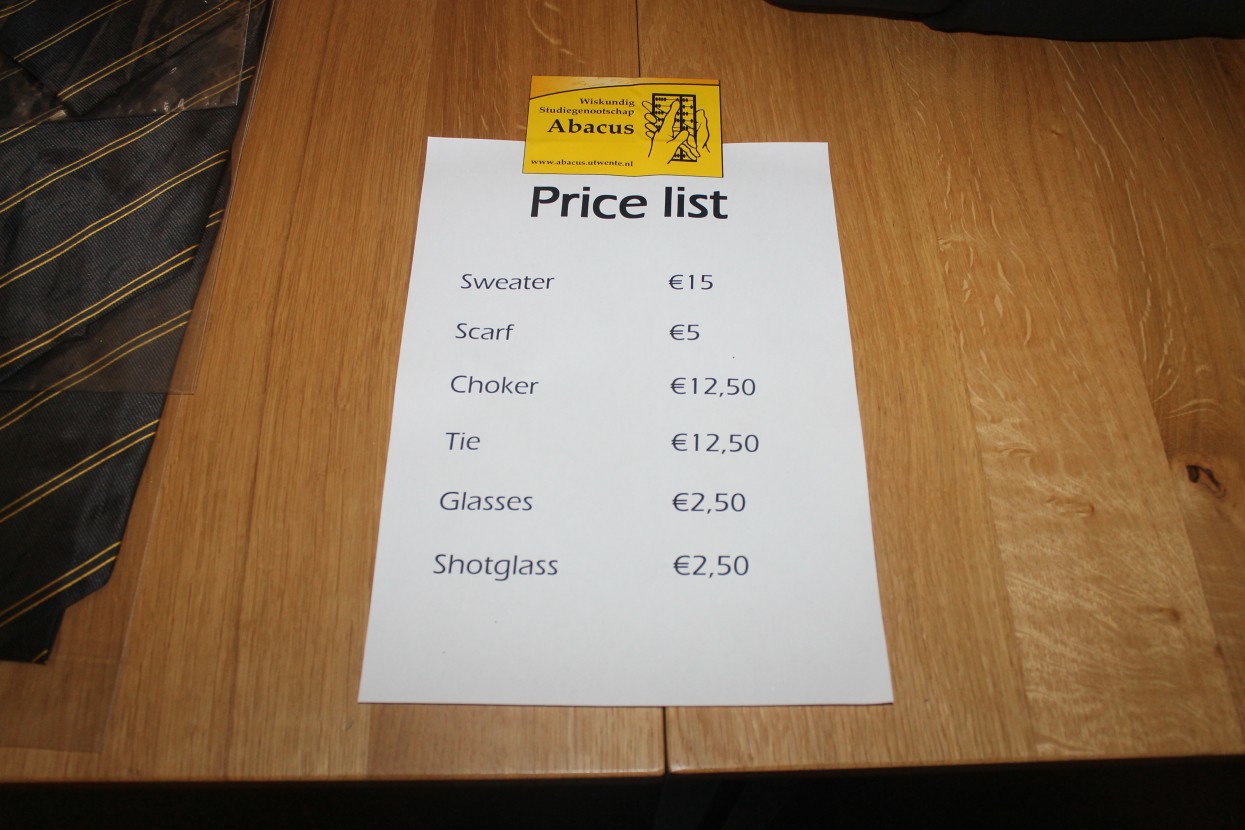 Wiskundig
Studiegenootschap
Abacus
www.abacus.utwente.nl
Price list
Sweater €15
Scarf €5
Choker €12,50
Tie €12,50
Glasses €2,50
Shotglass €2,50